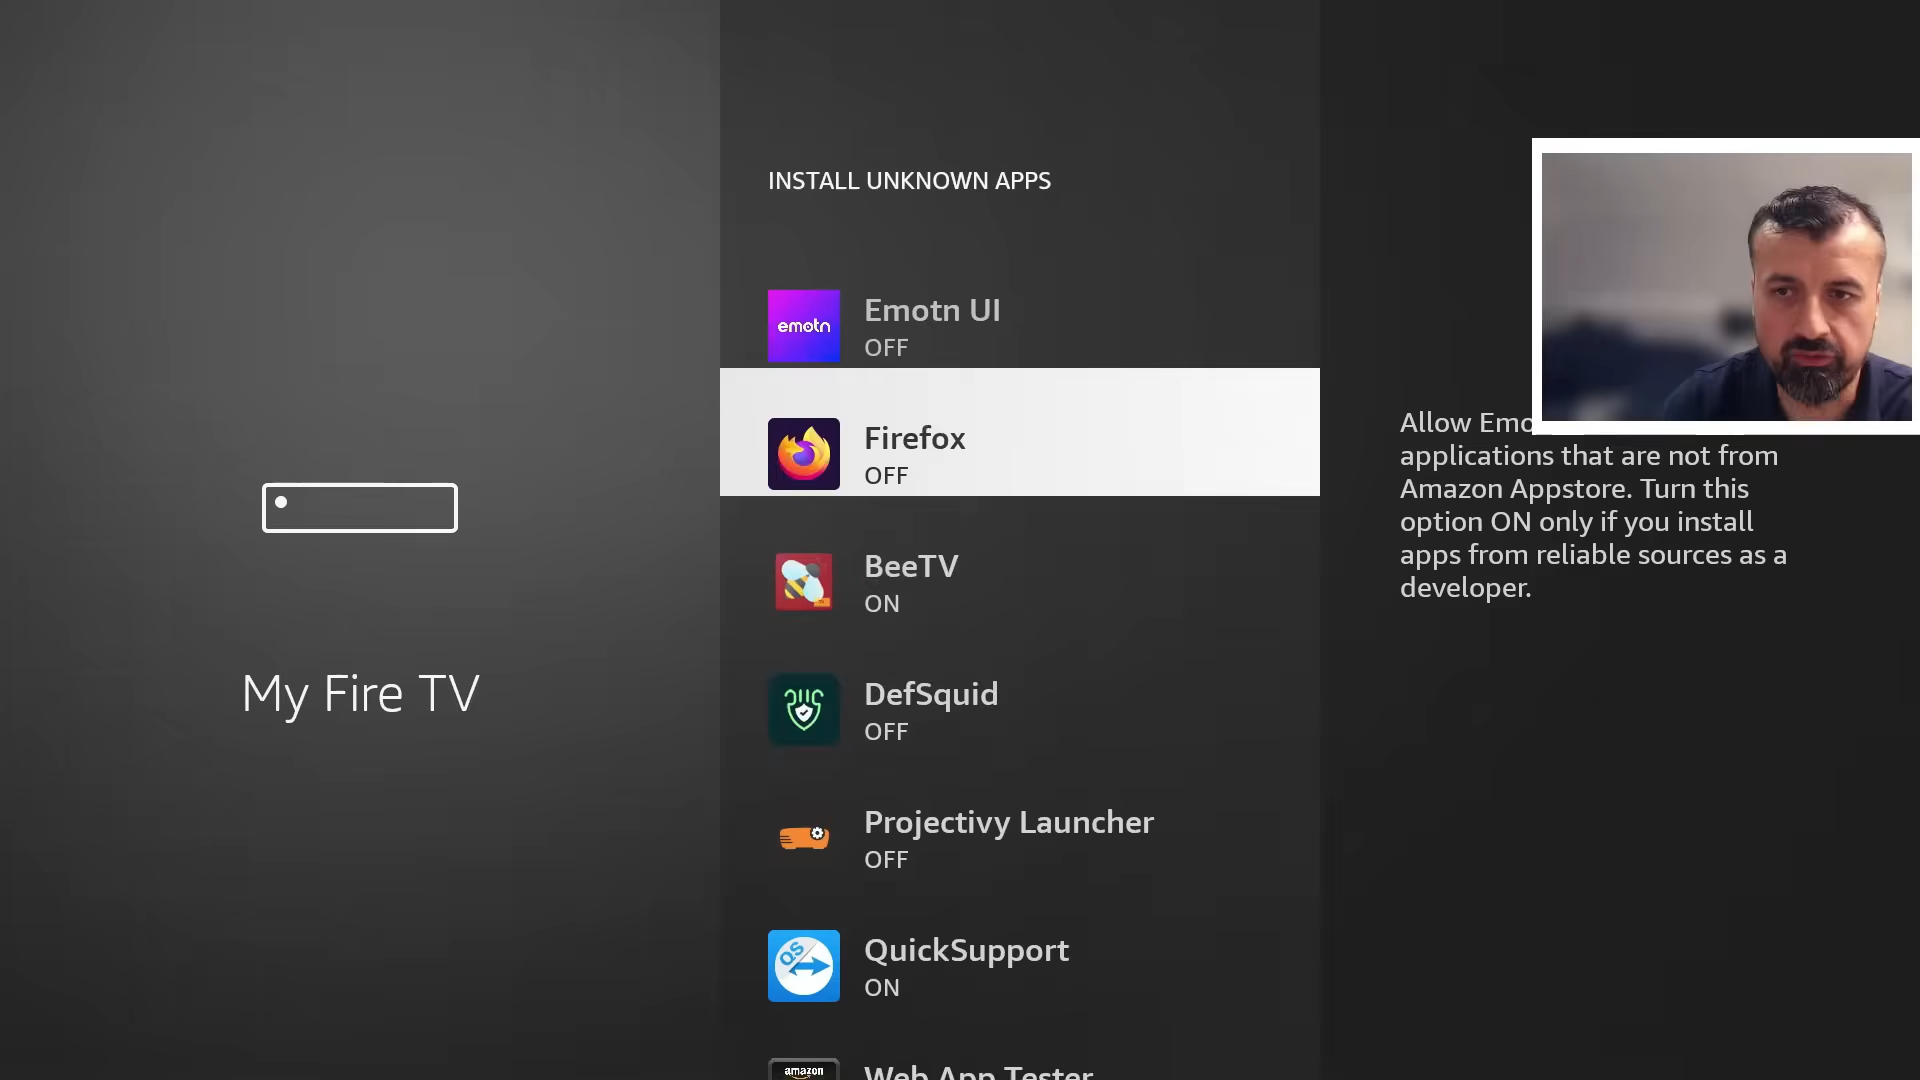 INSTALL UNKNOWN APPS
emotn
Emotn UI
OFF
Firefox
OFF
BeeTV
ON
DefSquid
OFF
Projectivy Launcher
OFF
QS
QuickSupport
ON
amazon
Web App Tester
My Fire TV
Allow Emo
applications that are not from
Amazon Appstore. Turn this
option ON only if you install
apps from reliable sources as a
developer.